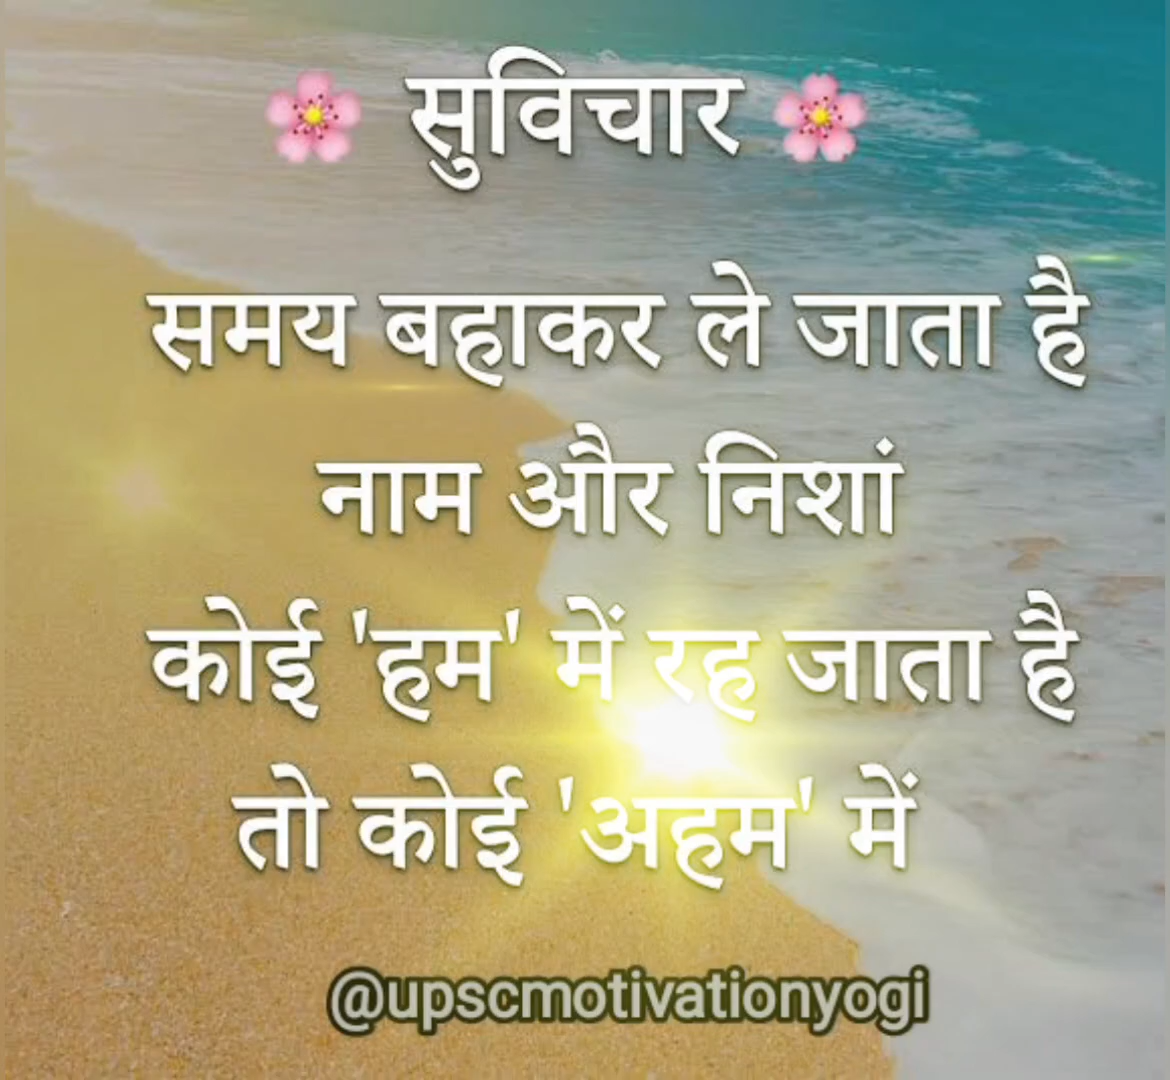 🌸 सुविचार 🌸
समय बहाकर ले जाता है
नाम और निशां
कोई 'हम' में रह जाता है
तो कोई 'अहम' में
@upscmotivationyogi